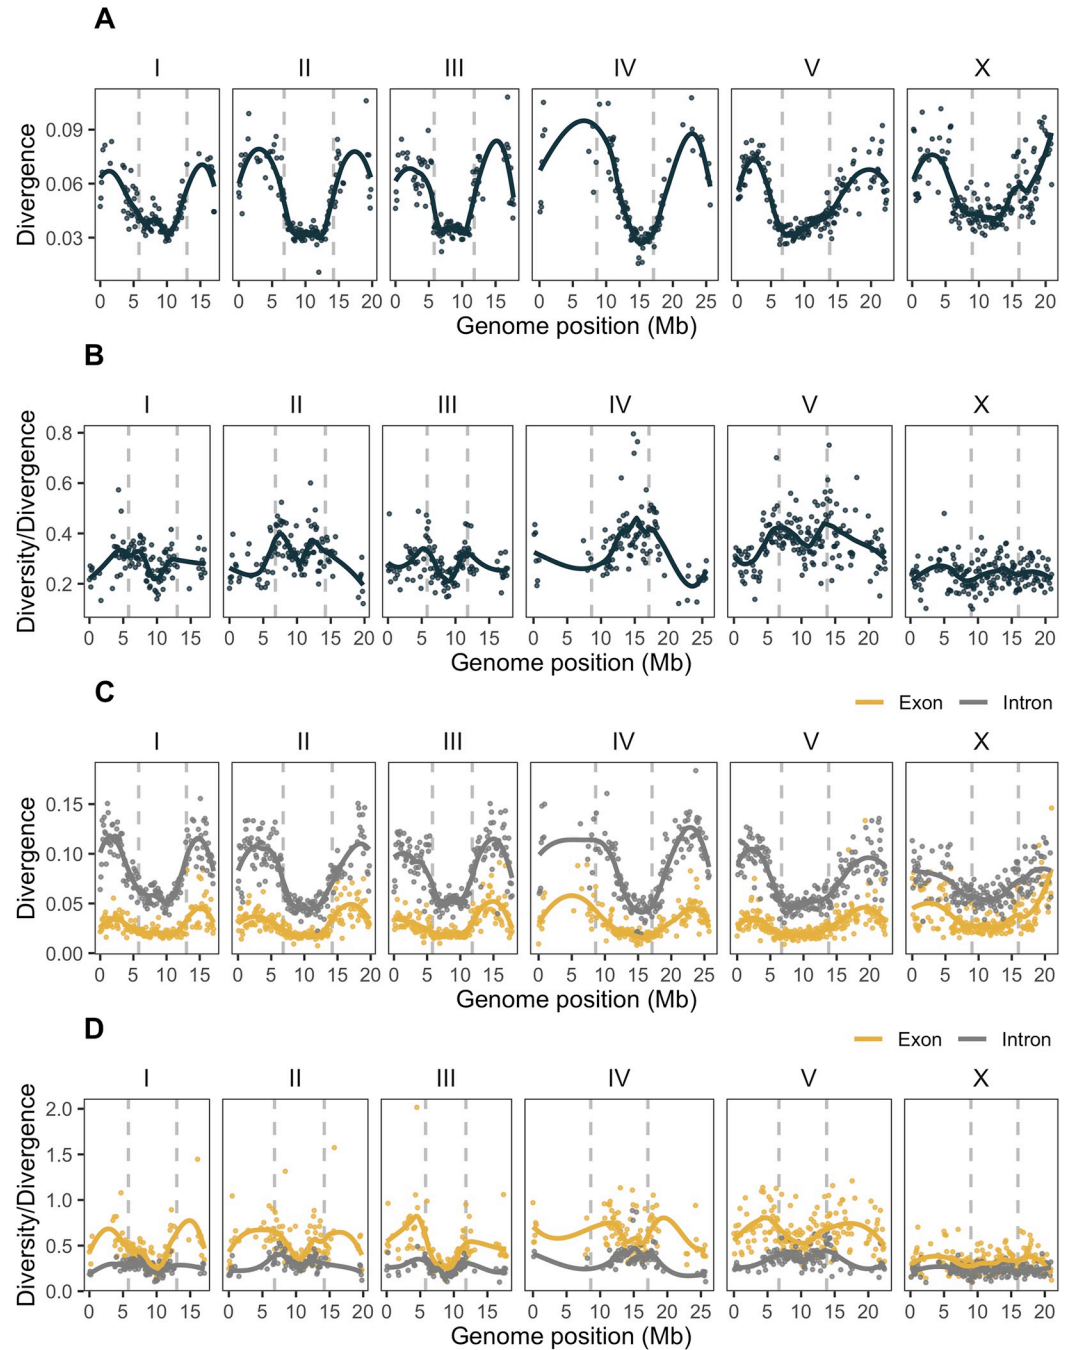 A
I II III IV V X
Divergence
0.09
0.06
0.03
0 5 10 15 0 5 10 15 20 0 5 10 15 0 5 10 15 20 25 0 5 10 15 20 0 5 10 15 20
Genome position (Mb)
B
I II III IV V X
Diversity/Divergence
0.8
0.6
0.4
0.2
0 5 10 15 0 5 10 15 20 0 5 10 15 0 5 10 15 20 25 0 5 10 15 20 0 5 10 15 20
Genome position (Mb)
C
Exon Intron
I II III IV V X
Divergence
0.15
0.10
0.05
0.00
0 5 10 15 0 5 10 15 20 0 5 10 15 0 5 10 15 20 25 0 5 10 15 20 0 5 10 15 20
Genome position (Mb)
D
Exon Intron
I II III IV V X
Diversity/Divergence
2.0
1.5
1.0
0.5
0.0
0 5 10 15 0 5 10 15 20 0 5 10 15 0 5 10 15 20 25 0 5 10 15 20 0 5 10 15 20
Genome position (Mb)